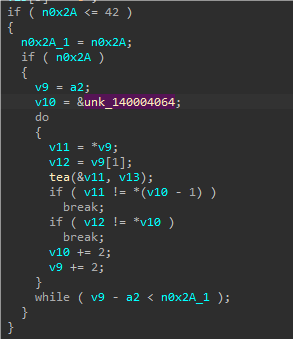 if ( n0x2A <= 42 )
{
n0x2A_1 = n0x2A;
if ( n0x2A )
{
v9 = a2;
v10 = &unk_140004064;
do
{
v11 = *v9;
v12 = v9[1];
tea(&v11, v13);
if ( v11 != *(v10 - 1) )
break;
if ( v12 != *v10 )
break;
v10 += 2;
v9 += 2;
}
while ( v9 - a2 < n0x2A_1 );
}
}